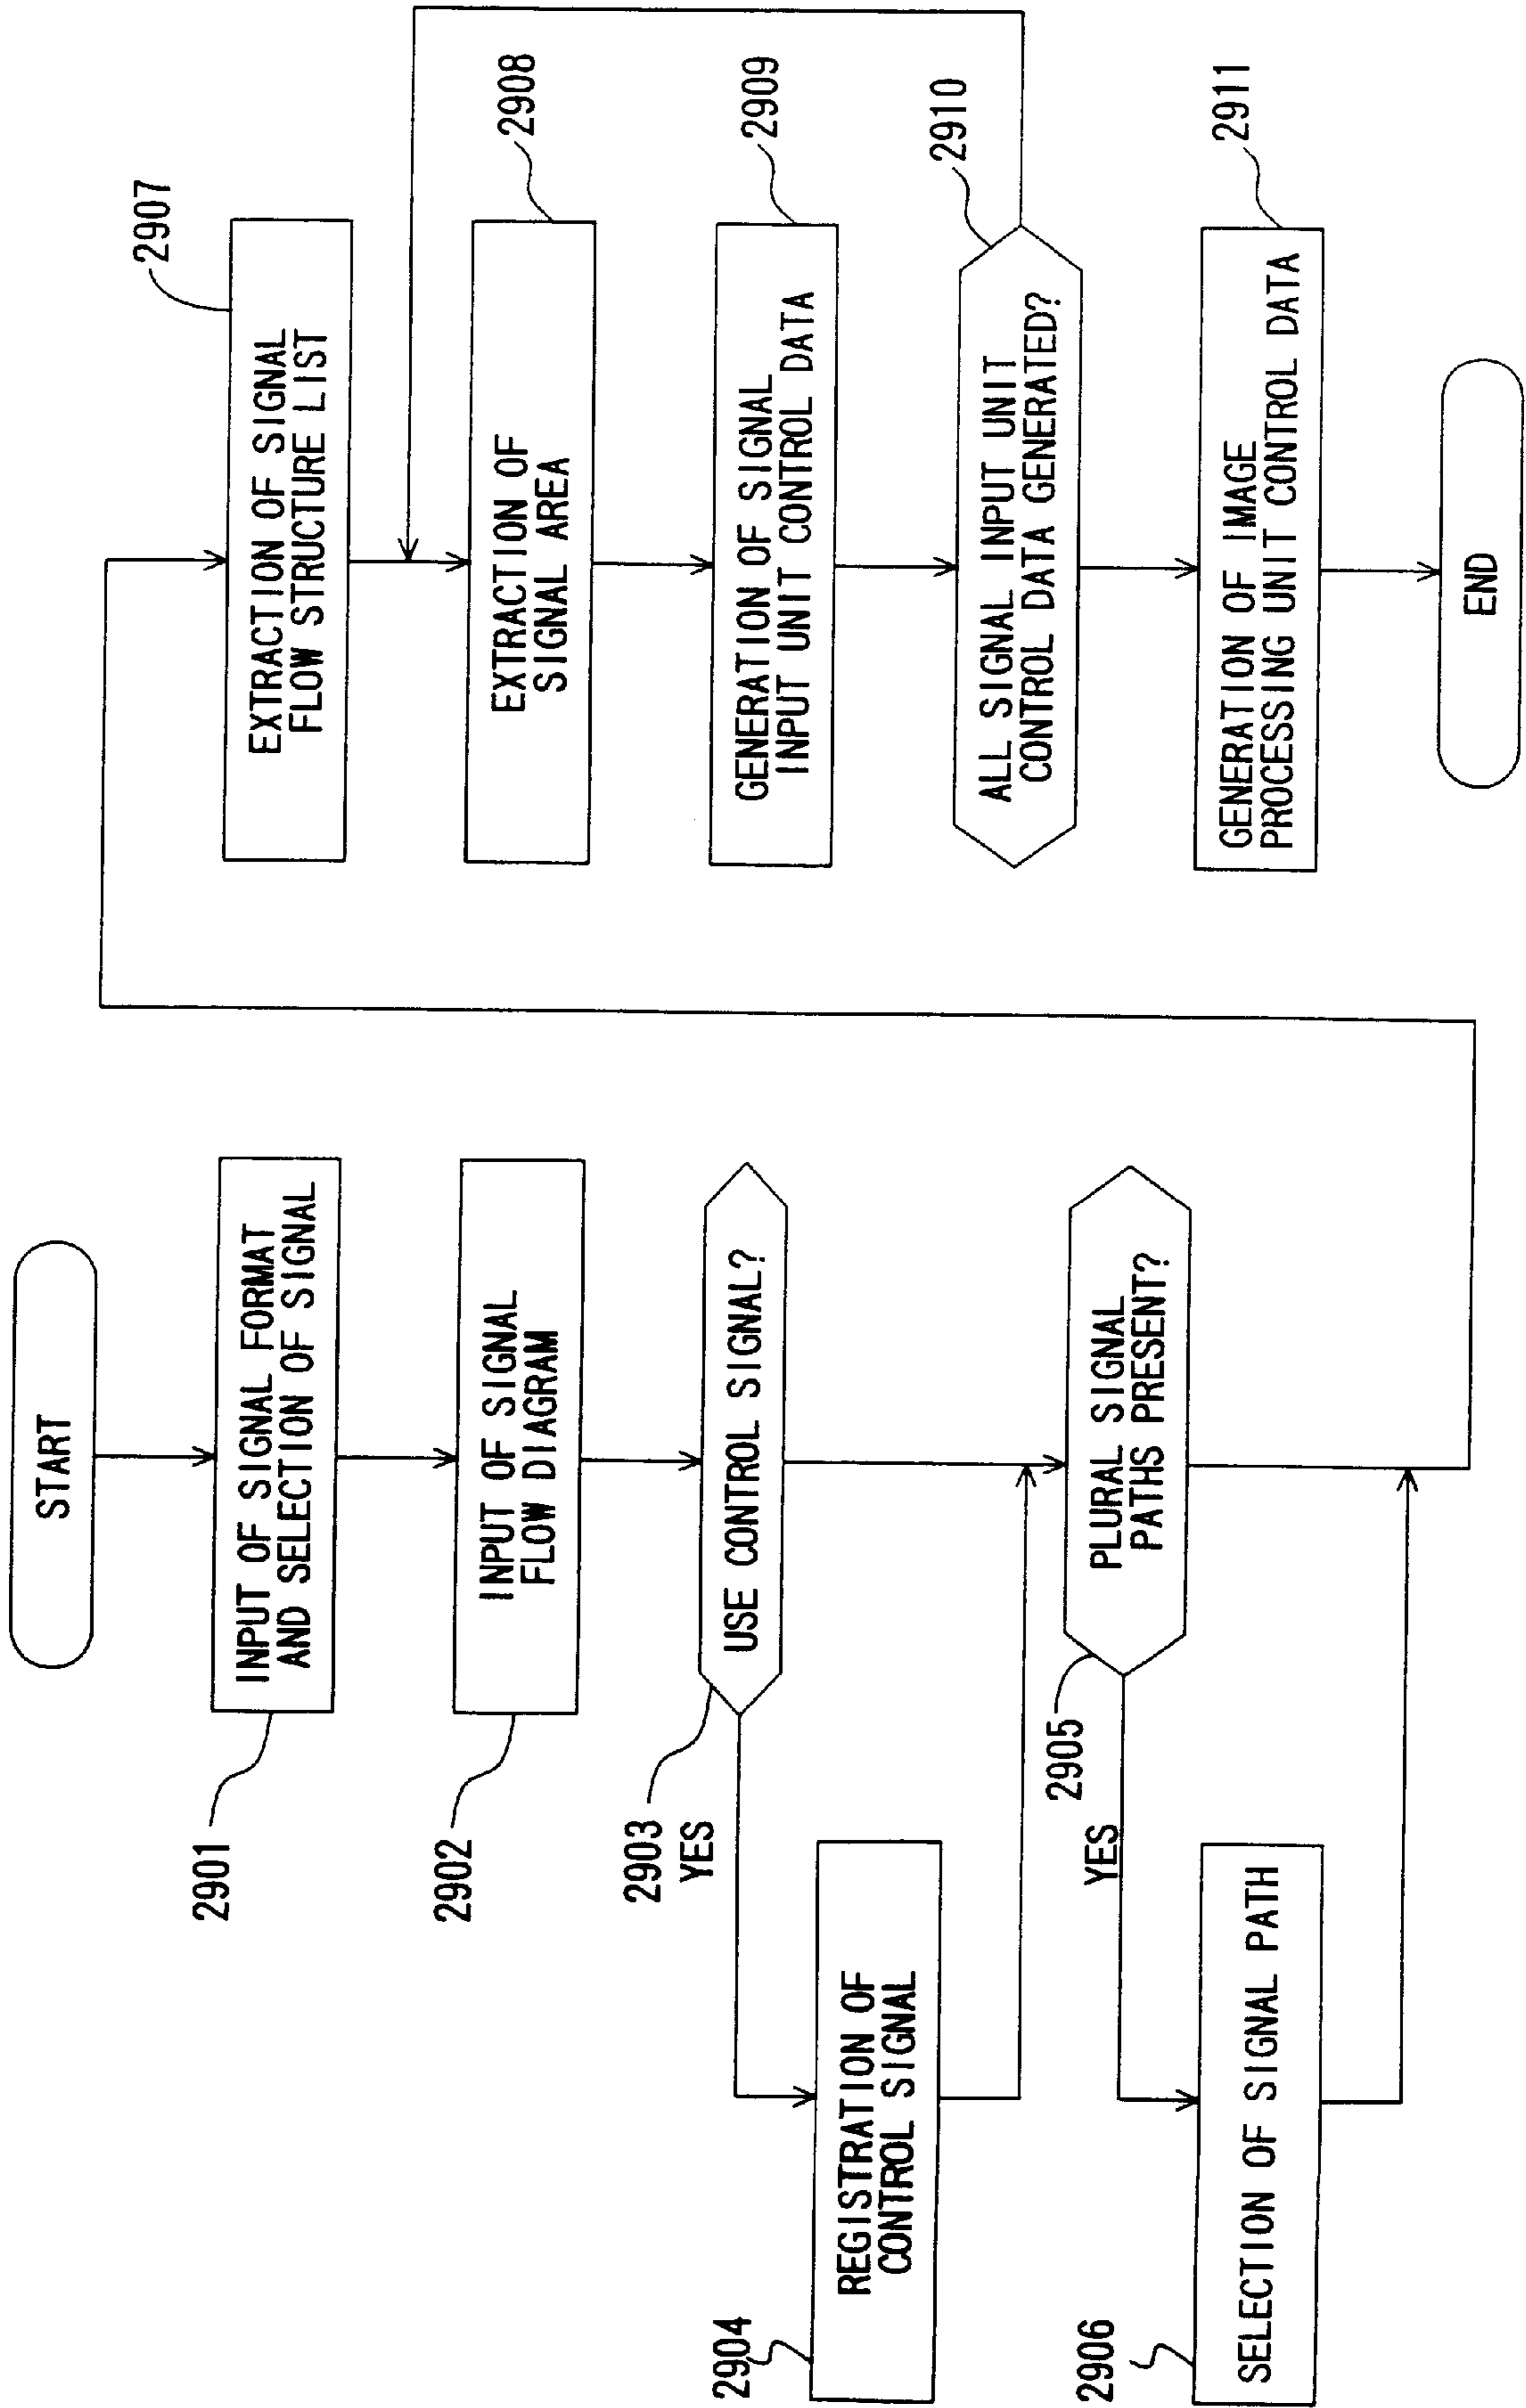 START
INPUT OF SIGNAL FORMAT
AND SELECTION OF SIGNAL
2901
INPUT OF SIGNAL
FLOW DIAGRAM
2902
USE CONTROL SIGNAL?
2903
YES
REGISTRATION OF
CONTROL SIGNAL
2904
PLURAL SIGNAL
PATHS PRESENT?
2905
YES
SELECTION OF SIGNAL PATH
2906
EXTRACTION OF SIGNAL
FLOW STRUCTURE LIST
2907
EXTRACTION OF
SIGNAL AREA
2908
GENERATION OF SIGNAL
INPUT UNIT CONTROL DATA
2909
ALL SIGNAL INPUT UNIT
CONTROL DATA GENERATED?
2910
GENERATION OF IMAGE
PROCESSING UNIT CONTROL DATA
2911
END